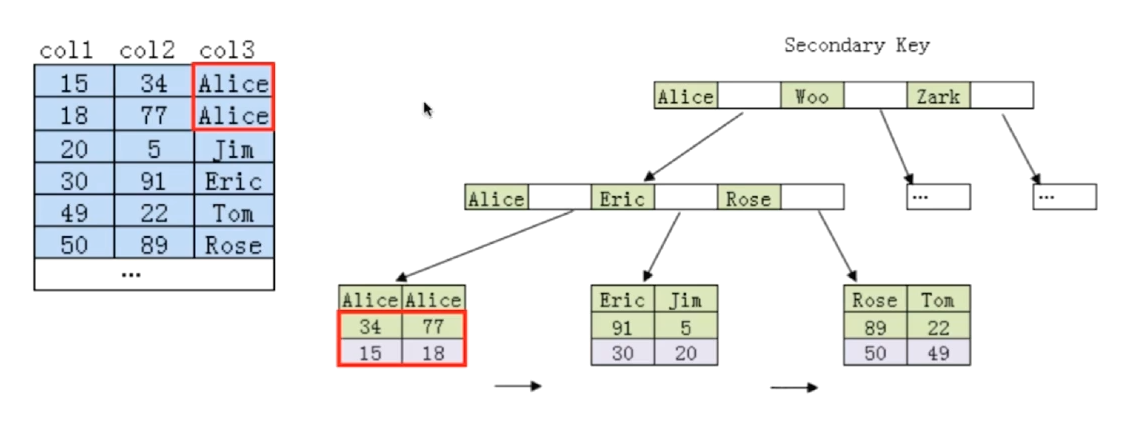 col1 col2 col3
15 34 Alice
18 77 Alice
20 5 Jim
30 91 Eric
49 22 Tom
50 89 Rose
...
Secondary Key
Alice Woo Zark
Alice Eric Rose
... ...
Alice Alice
34 77
15 18
Eric Jim
91 5
30 20
Rose Tom
89 22
50 49